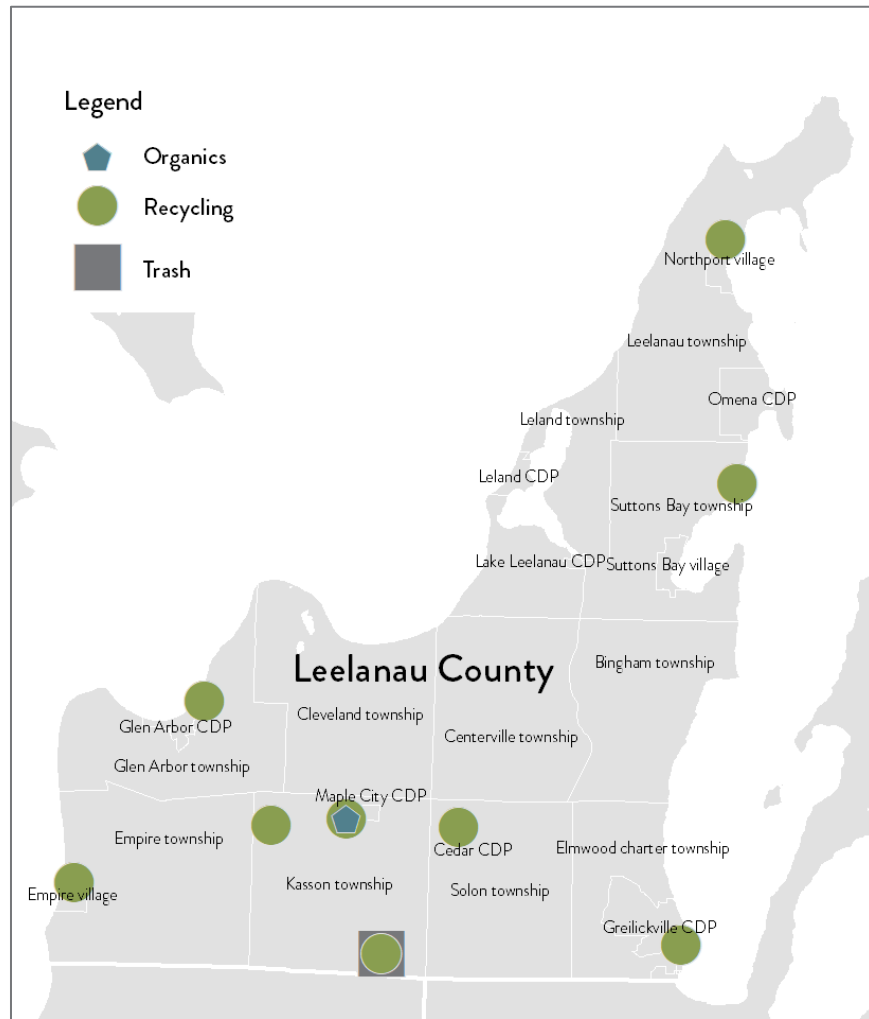 Legend
Organics
Recycling
Trash
Northport village
Leelanau township
Omena CDP
Leland township
Leland CDP
Suttons Bay township
Lake Leelanau CDP
Suttons Bay village
Leelanau County
Bingham township
Cleveland township
Glen Arbor CDP
Centerville township
Glen Arbor township
Maple City CDP
Empire township
Cedar CDP
Elmwood charter township
Kasson township
Solon township
Empire village
Greilickville CDP